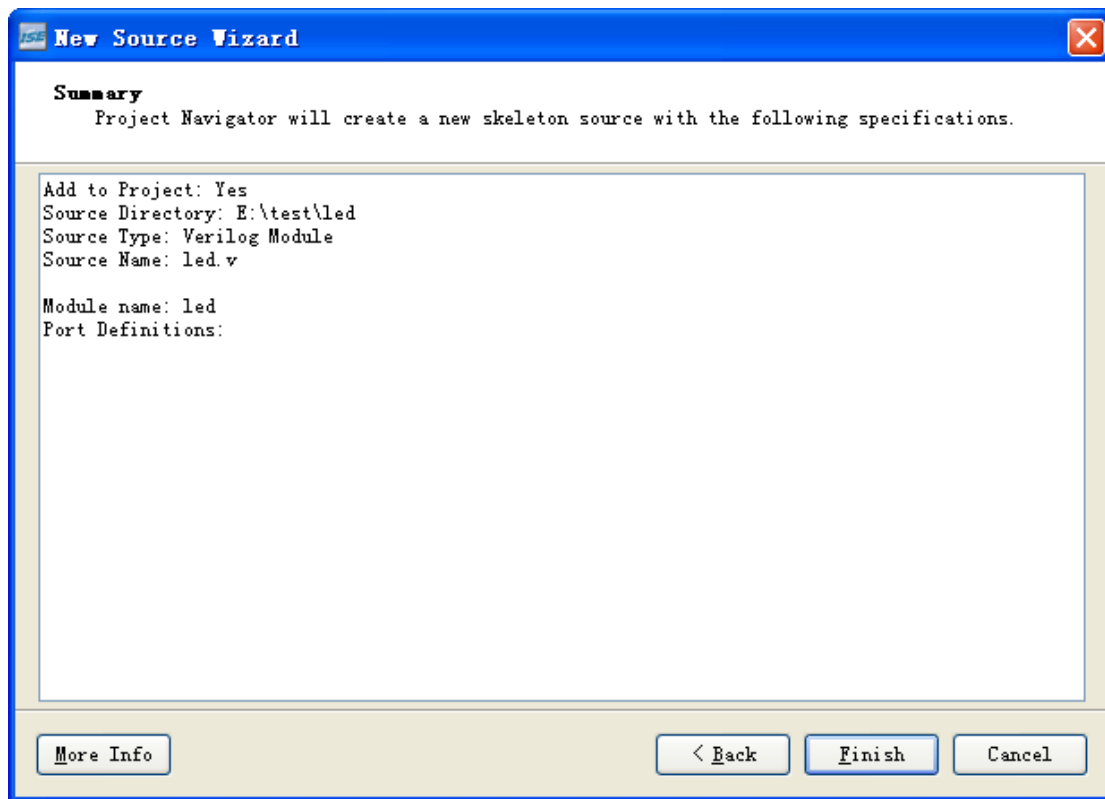 ISE New Source Wizard
Summary
Project Navigator will create a new skeleton source with the following specifications.
Add to Project: Yes
Source Directory: E:\test\led
Source Type: Verilog Module
Source Name: led.v
Module name: led
Port Definitions:
More Info
< Back
Finish
Cancel